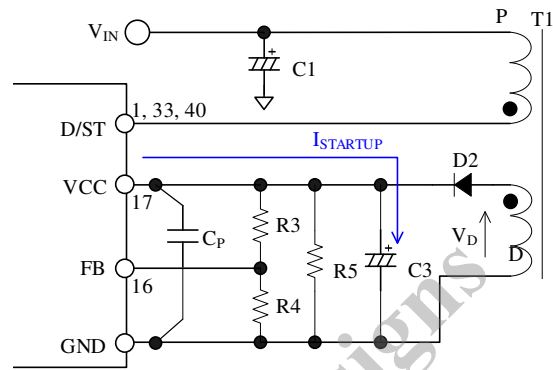 P
T1
VIN
C1
1, 33, 40
D/ST
ISTARTUP
D2
VCC
17
R3
CP
VD
D
FB
R5
C3
16
R4
GND
signs